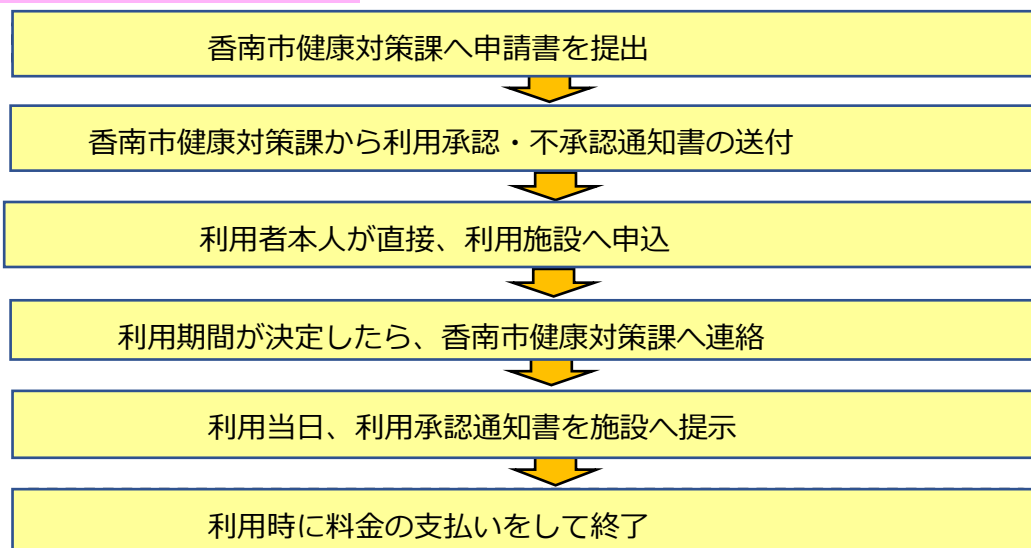 香南市健康対策課へ申請書を提出
香南市健康対策課から利用承認・不承認通知書の送付
利用者本人が直接、利用施設へ申込
利用期間が決定したら、香南市健康対策課へ連絡
利用当日、利用承認通知書を施設へ提示
利用時に料金の支払いをして終了